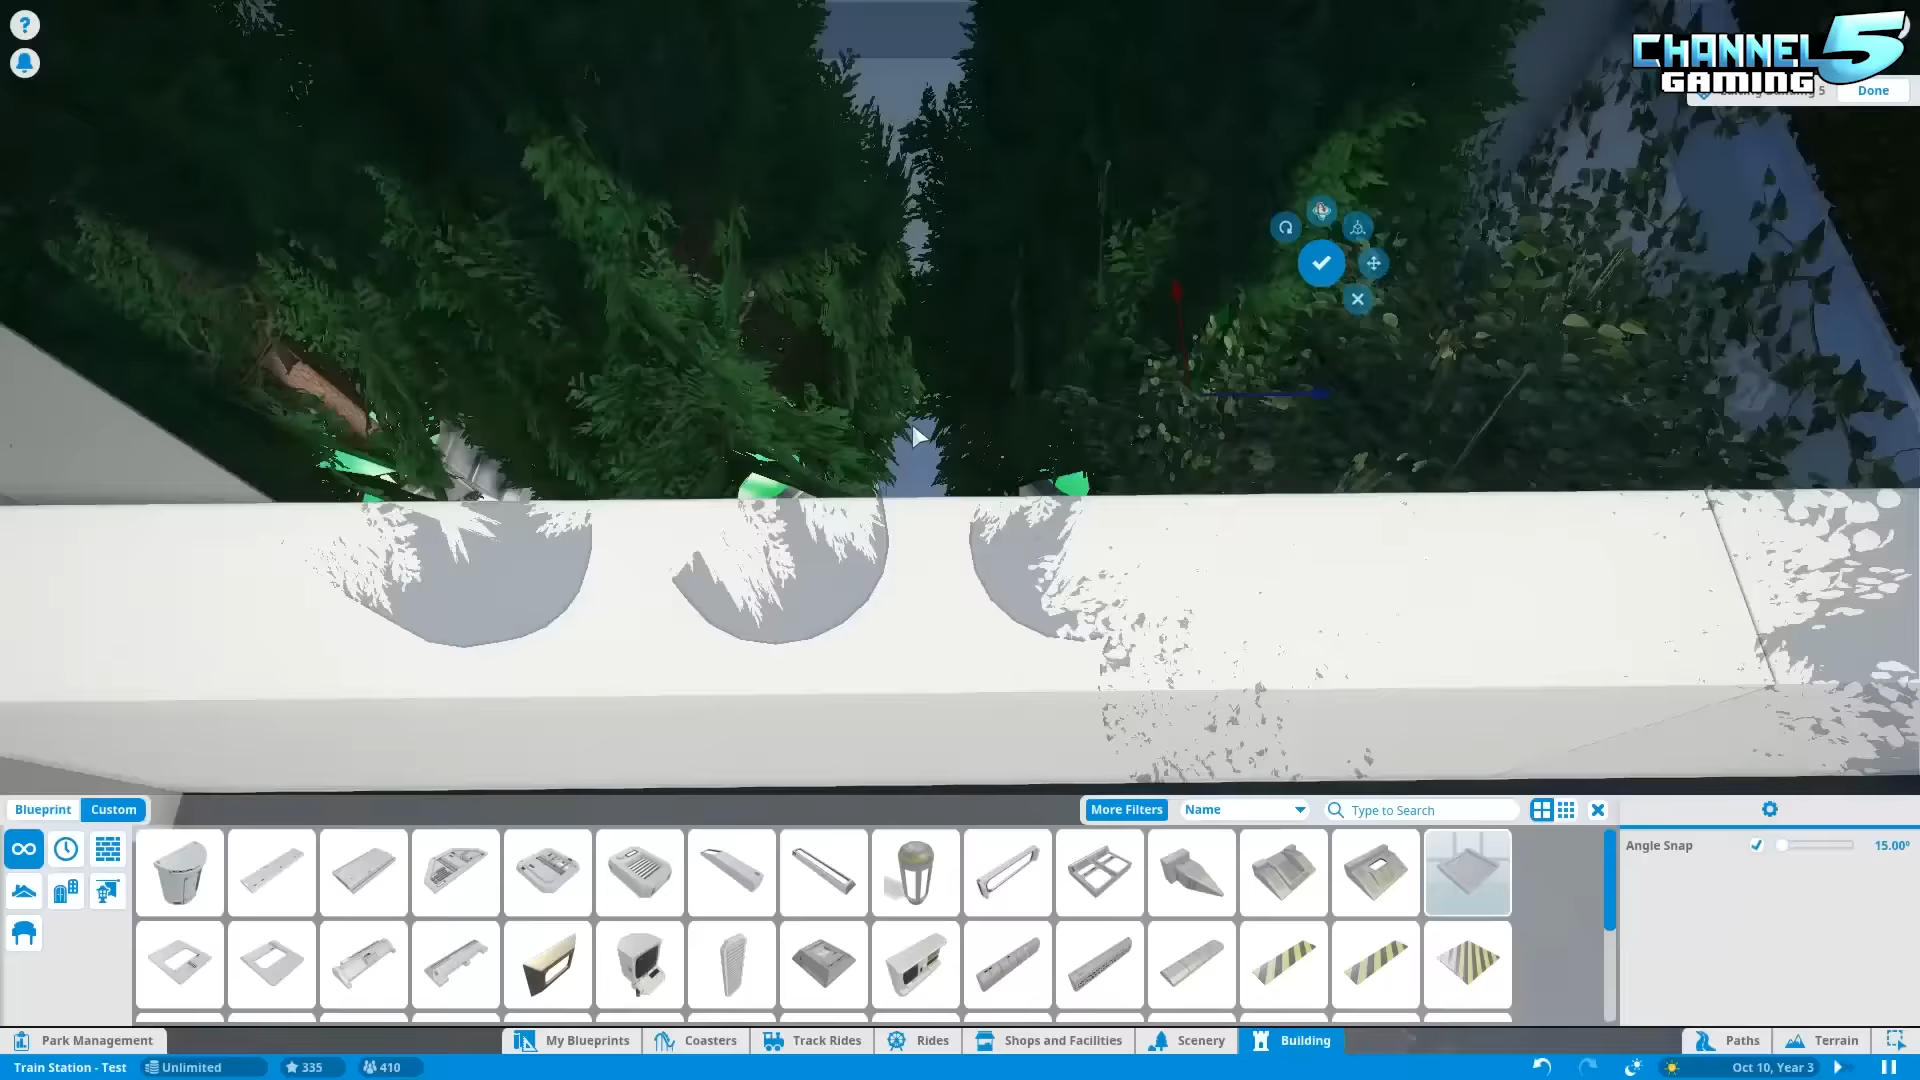 ?
CHANNEL 5
GAMING
5
Done
Blueprint
Custom
More Filters
Name
Type to Search
Angle Snap
15.00°
Park Management
My Blueprints
Coasters
Track Rides
Rides
Shops and Facilities
Scenery
Building
Paths
Terrain
Train Station - Test
Unlimited
335
410
Oct 10, Year 3